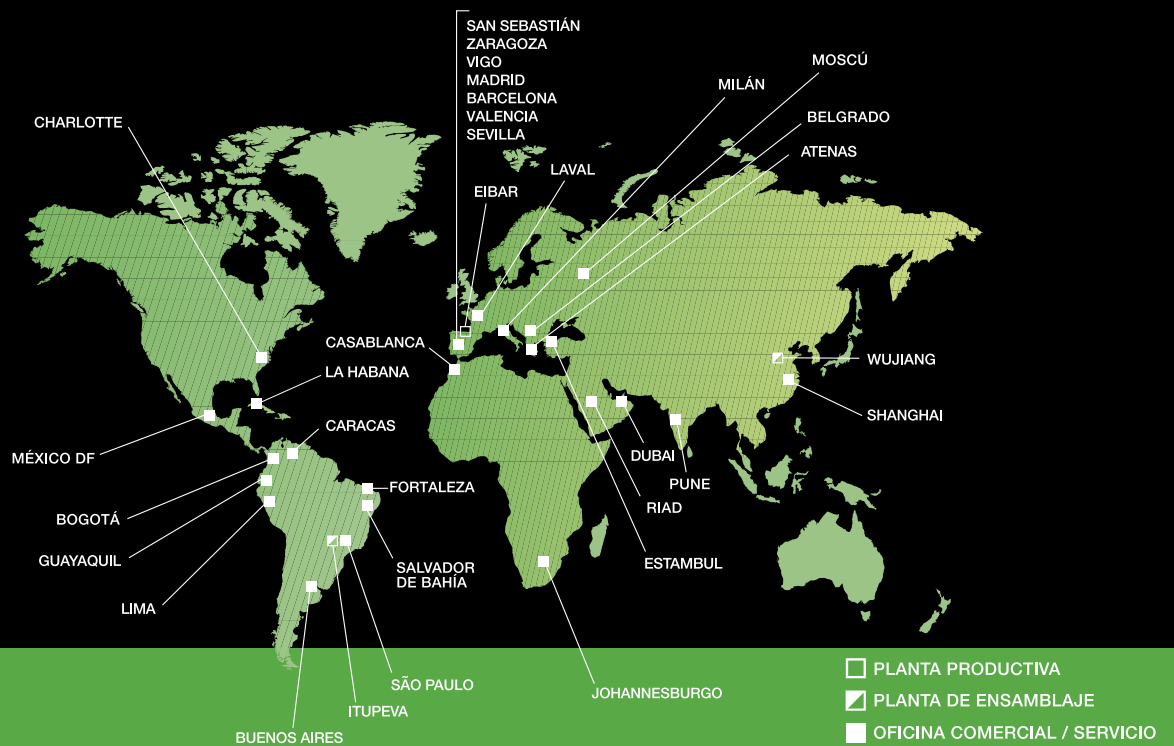 SAN SEBASTIÁN
ZARAGOZA
VIGO
MADRID
BARCELONA
VALENCIA
SEVILLA
MOSCÚ
MILÁN
BELGRADO
CHARLOTTE
ATENAS
LAVAL
EIBAR
CASABLANCA
WUJIANG
LA HABANA
SHANGHAI
CARACAS
MÉXICO DF
DUBAI
PUNE
FORTALEZA
RIAD
BOGOTÁ
GUAYAQUIL
ESTAMBUL
SALVADOR
DE BAHÍA
LIMA
SÃO PAULO
JOHANNESBURGO
ITUPEVA
BUENOS AIRES
PLANTA PRODUCTIVA
PLANTA DE ENSAMBLAJE
OFICINA COMERCIAL / SERVICIO